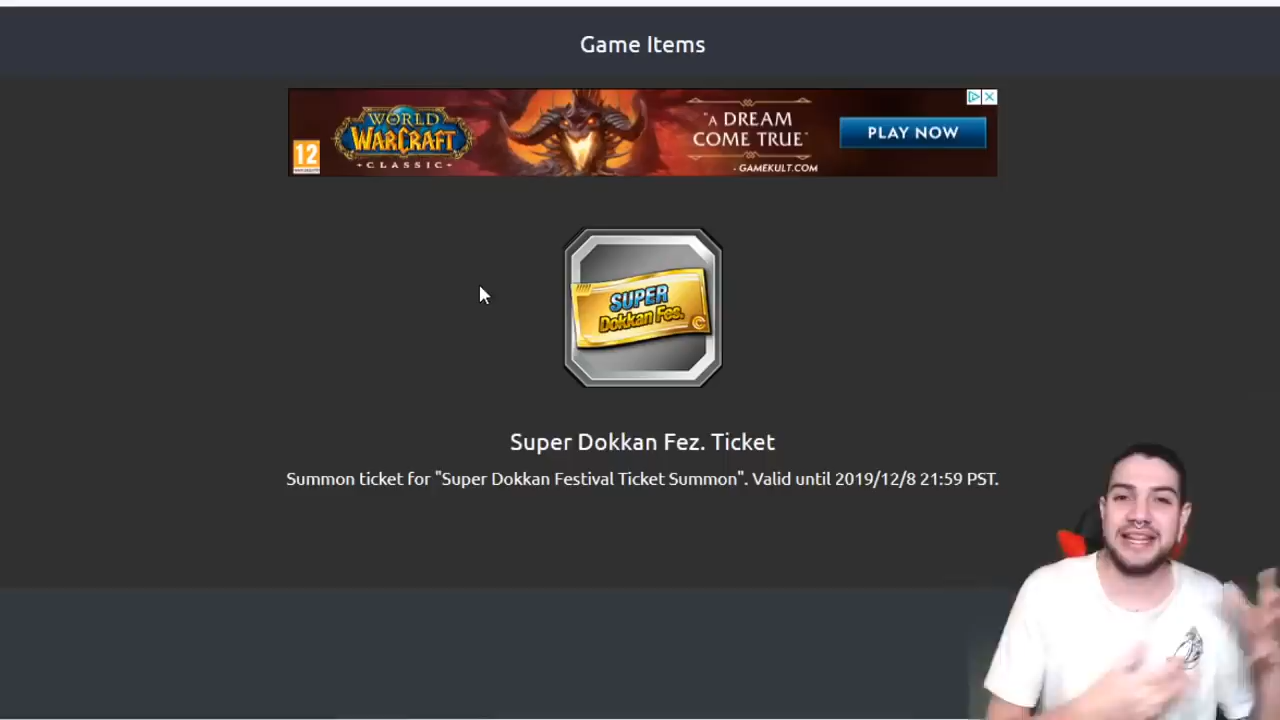 Game Items
WORLD
WARCRAFT
CLASSIC
12
"A DREAM
COME TRUE"
- GAMEKULT.COM
PLAY NOW
SUPER
Dokkan Fes.
Super Dokkan Fez. Ticket
Summon ticket for "Super Dokkan Festival Ticket Summon". Valid until 2019/12/8 21:59 PST.